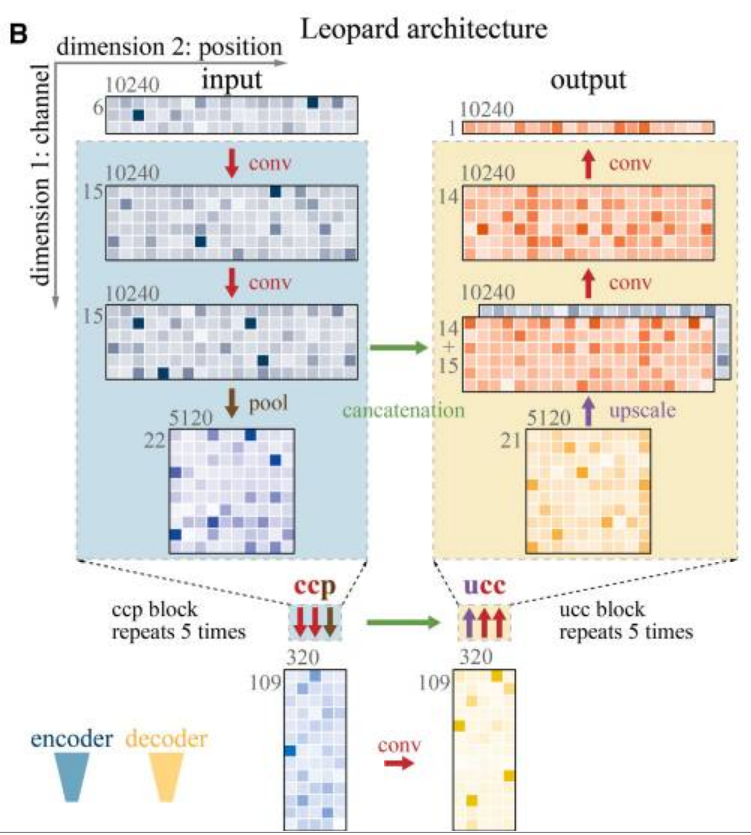 B
Leopard architecture
dimension 2: position
dimension 1: channel
input
10240
6
conv
10240
15
conv
10240
15
pool
5120
22
output
10240
1
conv
10240
14
conv
10240
14
+
15
cancatenation
upscale
5120
21
ccp
ucc
ccp block
repeats 5 times
ucc block
repeats 5 times
320
109
conv
320
109
encoder decoder